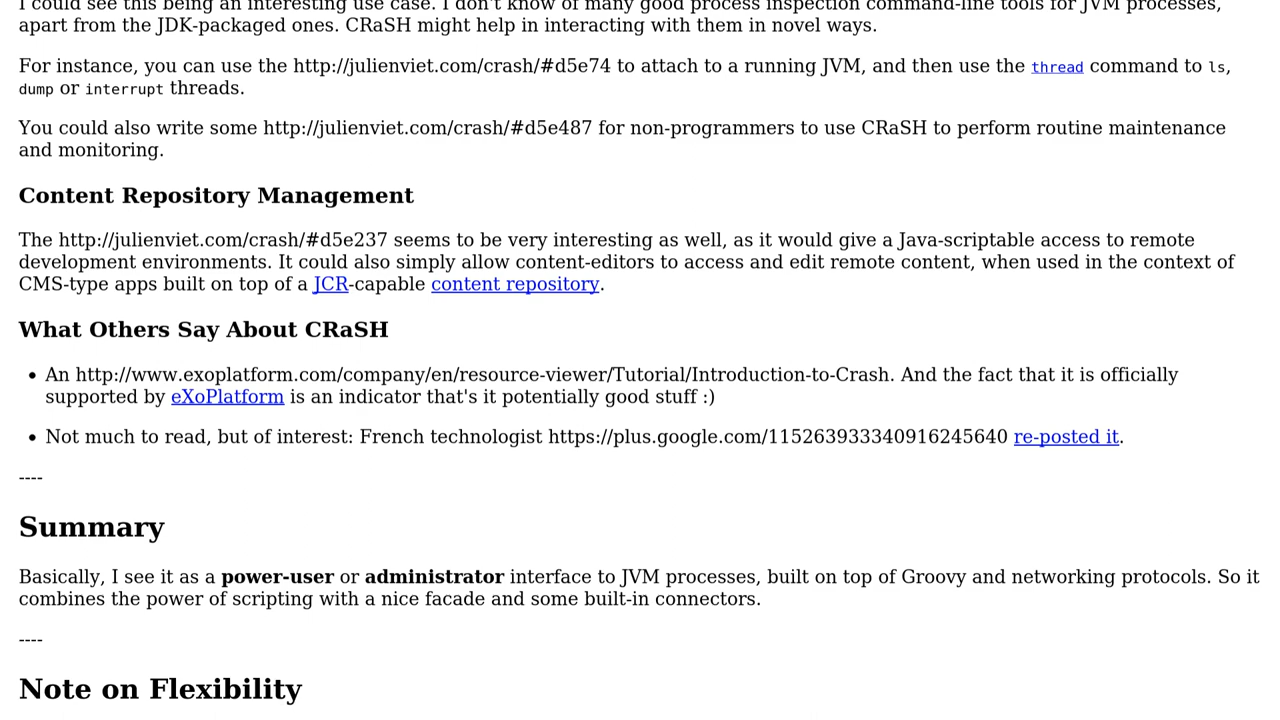 I could see this being an interesting use case. I don't know of many good process inspection command-line tools for JVM processes,
apart from the JDK-packaged ones. CRaSH might help in interacting with them in novel ways.
For instance, you can use the http://julienviet.com/crash/#d5e74 to attach to a running JVM, and then use the thread command to ls,
dump or interrupt threads.
You could also write some http://julienviet.com/crash/#d5e487 for non-programmers to use CRaSH to perform routine maintenance
and monitoring.
Content Repository Management
The http://julienviet.com/crash/#d5e237 seems to be very interesting as well, as it would give a Java-scriptable access to remote
development environments. It could also simply allow content-editors to access and edit remote content, when used in the context of
CMS-type apps built on top of a JCR-capable content repository.
What Others Say About CRaSH
• An http://www.exoplatform.com/company/en/resource-viewer/Tutorial/Introduction-to-Crash. And the fact that it is officially
supported by eXoPlatform is an indicator that's it potentially good stuff :)
• Not much to read, but of interest: French technologist https://plus.google.com/115263933340916245640 re-posted it.
----
Summary
Basically, I see it as a power-user or administrator interface to JVM processes, built on top of Groovy and networking protocols. So it
combines the power of scripting with a nice facade and some built-in connectors.
----
Note on Flexibility